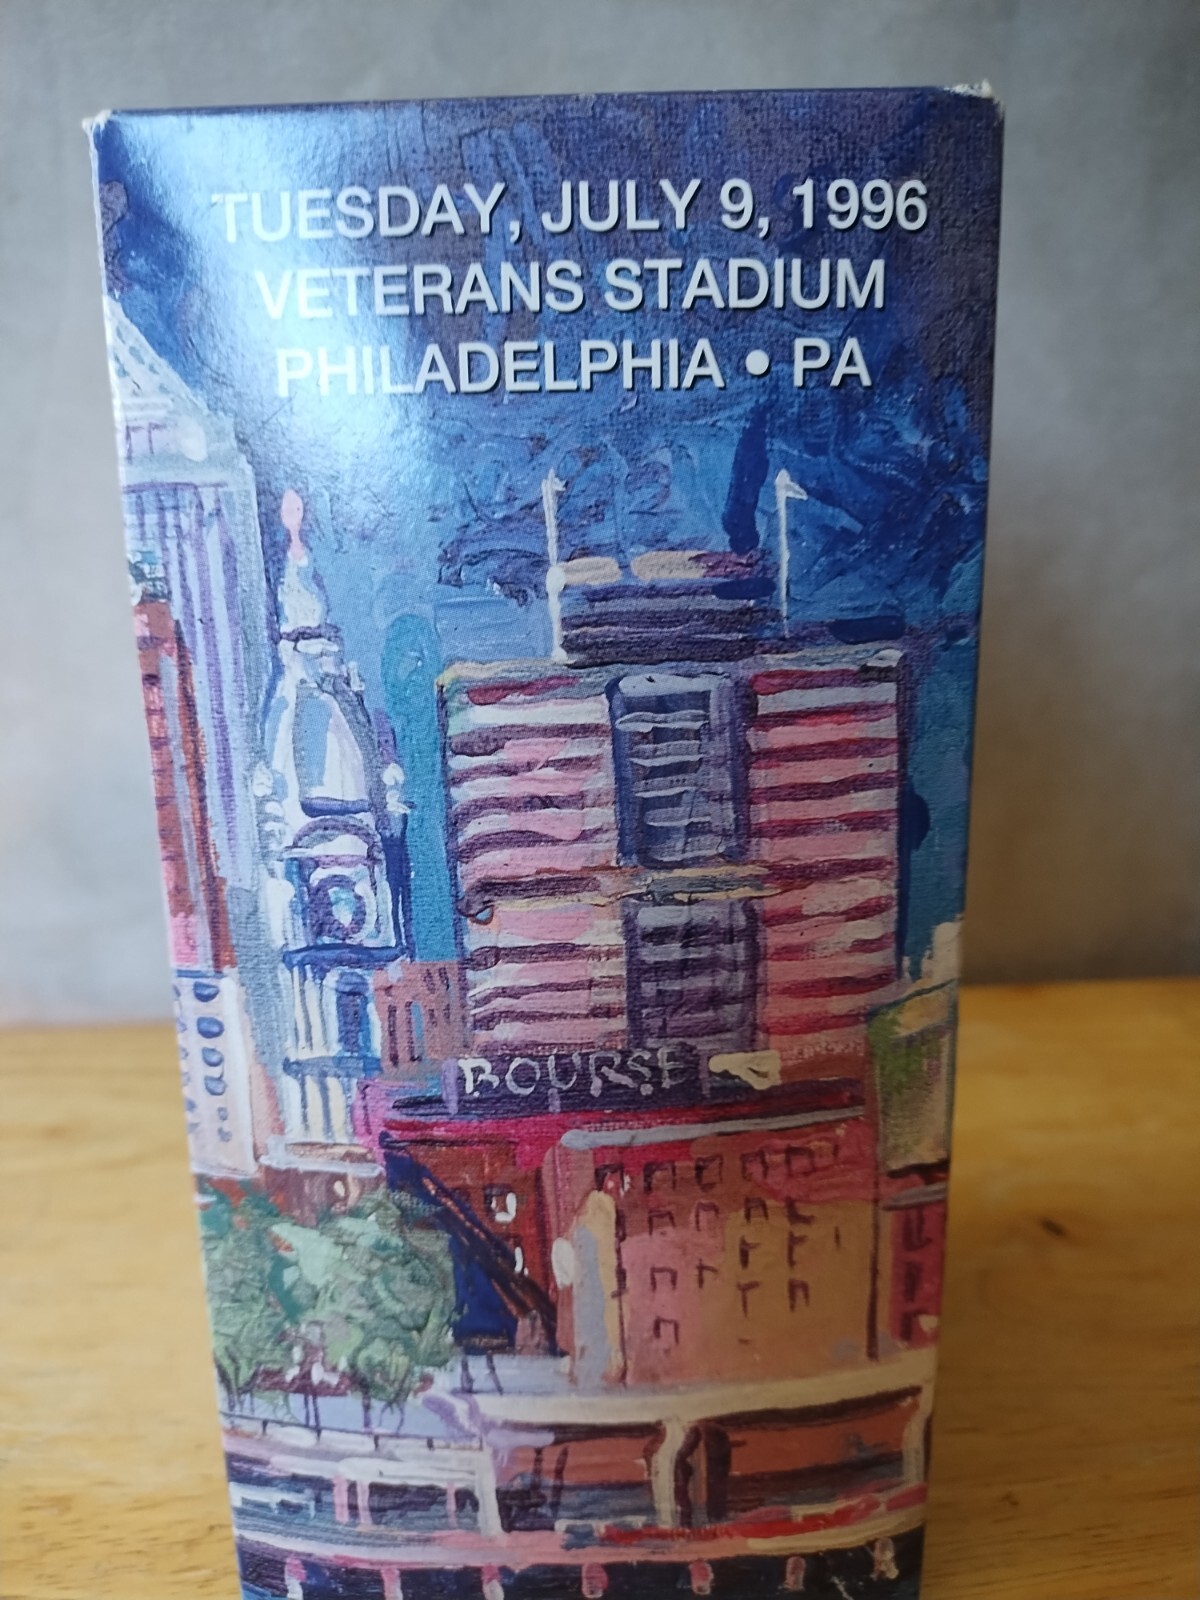 TUESDAY, JULY 9, 1996
VETERANS STADIUM
PHILADELPHIA • PA
BOURSE